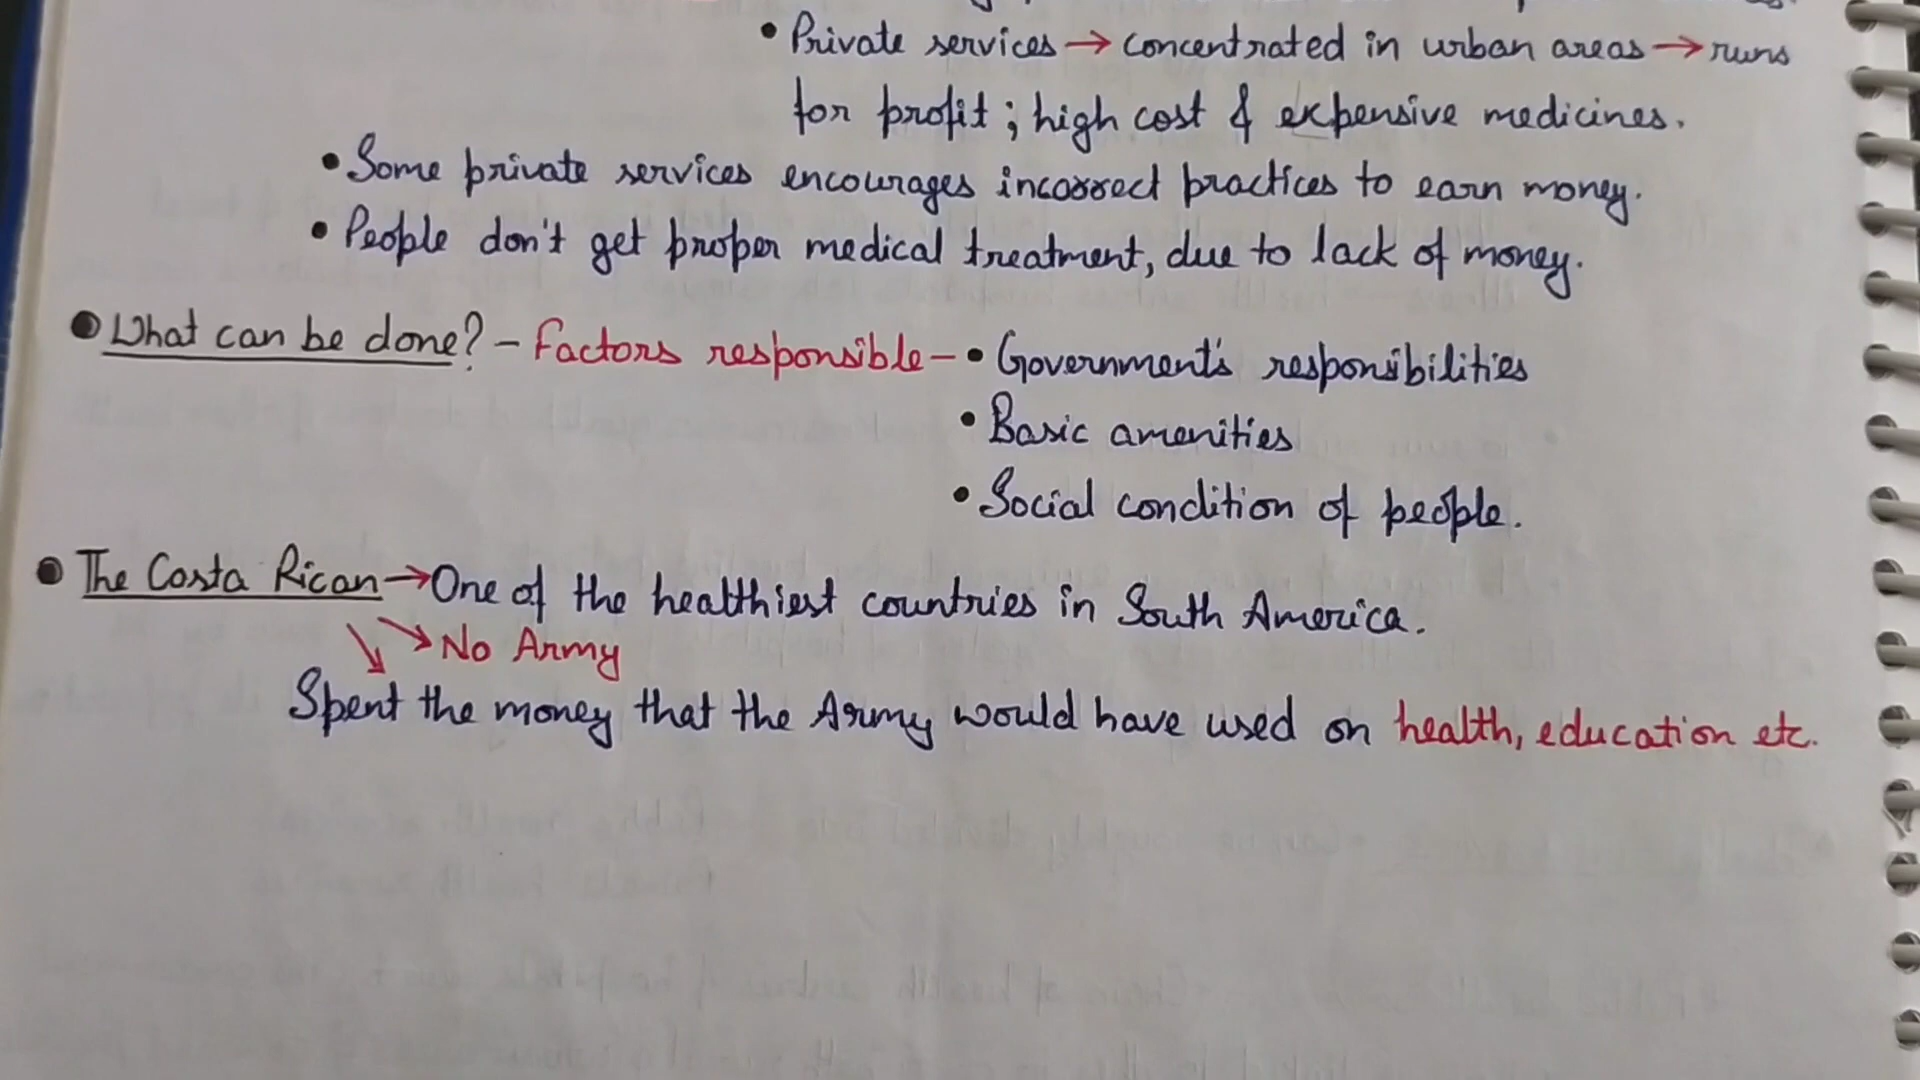 • Private services → concentrated in urban areas → runs
for profit ; high cost & expensive medicines.
• Some private services encourages incorrect practices to earn money.
• People don't get proper medical treatment, due to lack of money.
• What can be done? – Factors responsible – • Government's responsibilities
• Basic amenities
• Social condition of people.
• The Costa Rican → One of the healthiest countries in South America.
→ No Army
Spent the money that the Army would have used on health, education etc.